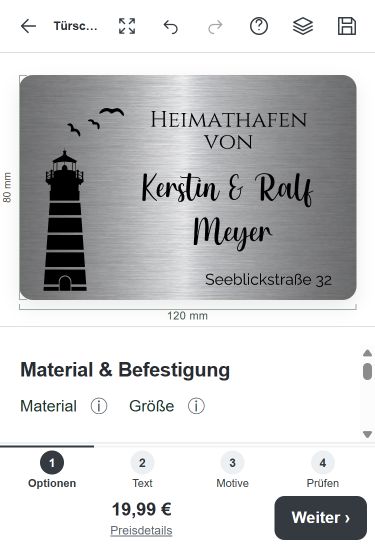 Türsc...
HEIMATHAFEN
VON
Kerstin & Ralf
Meyer
Seeblickstraße 32
80 mm
120 mm
Material & Befestigung
Material Größe
1 2 3 4
Optionen Text Motive Prüfen
19,99 €
Preisdetails
Weiter ›